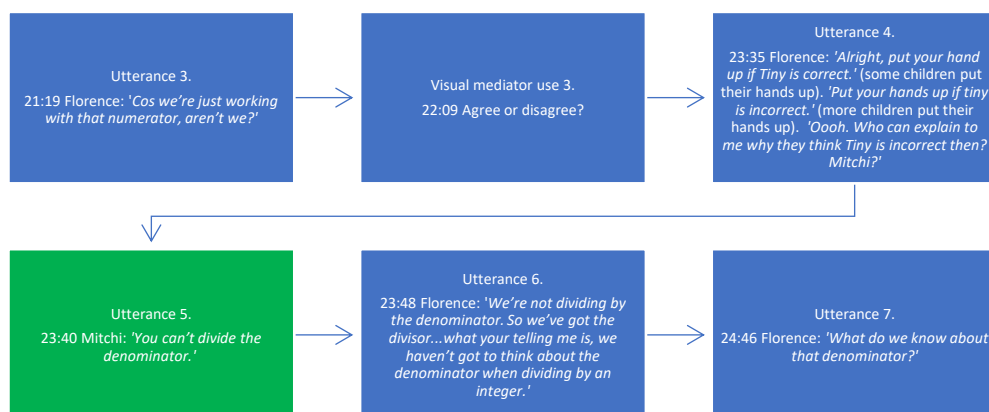 Utterance 3.
21:19 Florence: 'Cos we're just working
with that numerator, aren't we?'
Visual mediator use 3.
22:09 Agree or disagree?
Utterance 4.
23:35 Florence: 'Alright, put your hand
up if Tiny is correct.' (some children put
their hands up). 'Put your hands up if tiny
is incorrect.' (more children put their
hands up). 'Oooh. Who can explain to
me why they think Tiny is incorrect then?
Mitchi?'
Utterance 5.
23:40 Mitchi: 'You can't divide the
denominator.'
Utterance 6.
23:48 Florence: 'We're not dividing by
the denominator. So we've got the
divisor...what your telling me is, we
haven't got to think about the
denominator when dividing by an
integer.'
Utterance 7.
24:46 Florence: 'What do we know about
that denominator?'